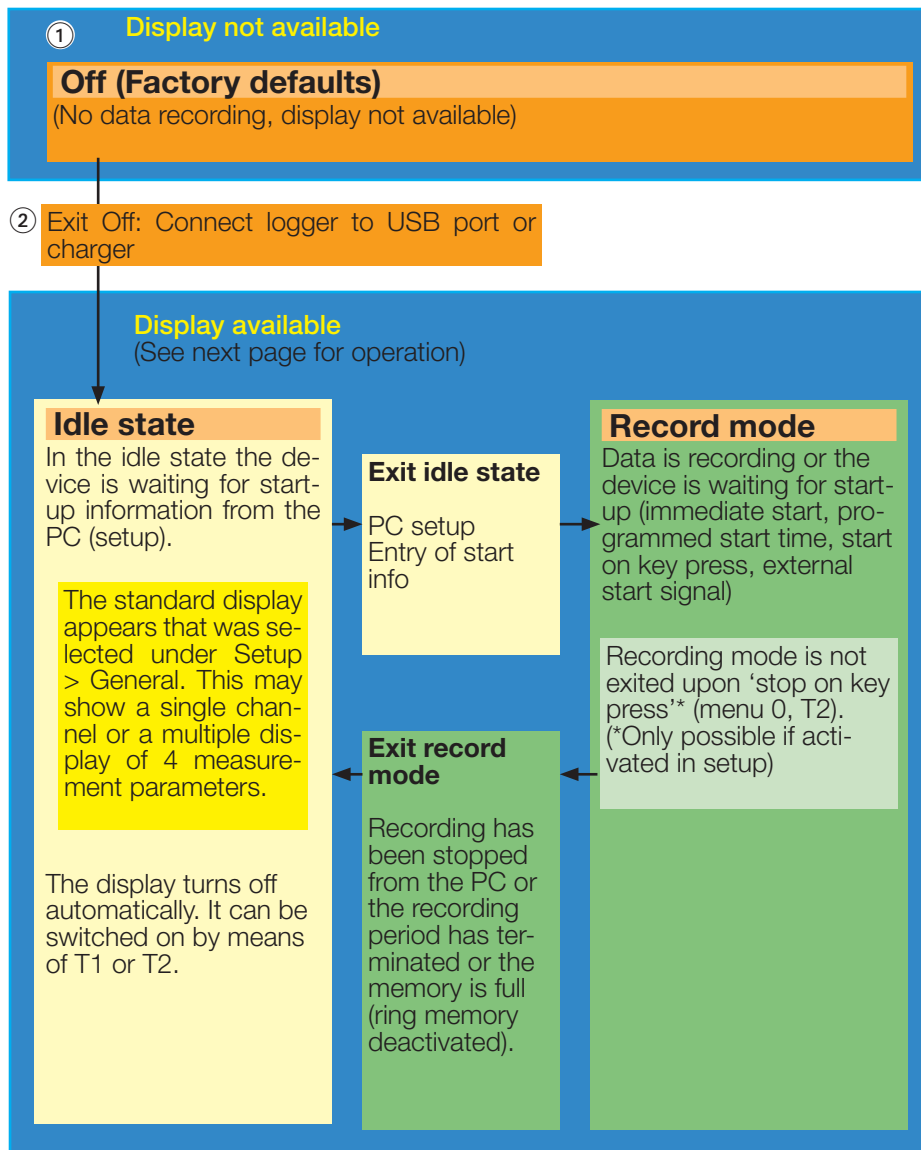 1 Display not available
Off (Factory defaults)
(No data recording, display not available)
2 Exit Off: Connect logger to USB port or
charger
Display available
(See next page for operation)
Idle state
In the idle state the de-
vice is waiting for start-
up information from the
PC (setup).
The standard display
appears that was se-
lected under Setup
> General. This may
show a single chan-
nel or a multiple dis-
play of 4 measure-
ment parameters.
The display turns off
automatically. It can be
switched on by means
of T1 or T2.
Exit idle state
PC setup
Entry of start
info
Record mode
Data is recording or the
device is waiting for start-
up (immediate start, pro-
grammed start time, start
on key press, external
start signal)
Recording mode is not
exited upon ‘stop on key
press’* (menu 0, T2).
(*Only possible if acti-
vated in setup)
Exit record
mode
Recording has
been stopped
from the PC or
the recording
period has ter-
minated or the
memory is full
(ring memory
deactivated).